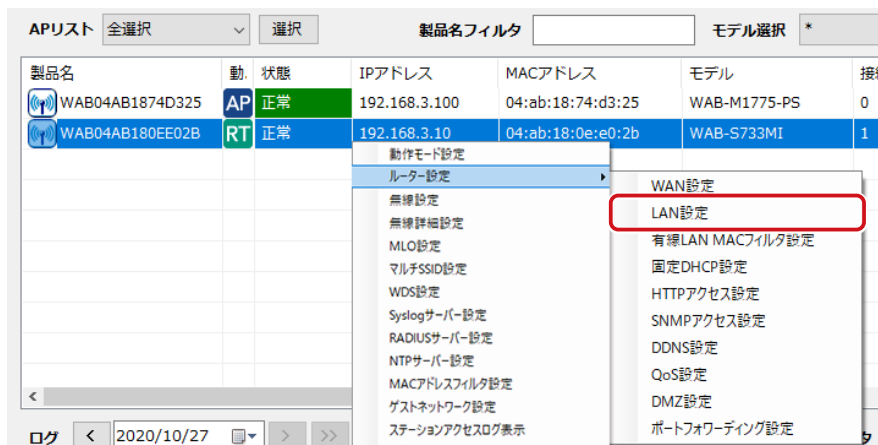 APリスト 全選択 選択 製品名フィルタ モデル選択 *
製品名 動. 状態 IPアドレス MACアドレス モデル 接
WAB04AB1874D325 AP 正常 192.168.3.100 04:ab:18:74:d3:25 WAB-M1775-PS 0
WAB04AB180EE02B RT 正常 192.168.3.10 04:ab:18:0e:e0:2b WAB-S733MI 1
動作モード設定
ルーター設定
無線設定
無線詳細設定
MLO設定
マルチSSID設定
WDS設定
Syslogサーバー設定
RADIUSサーバー設定
NTPサーバー設定
MACアドレスフィルタ設定
ゲストネットワーク設定
ステーションアクセスログ表示
WAN設定
LAN設定
有線LAN MACフィルタ設定
固定DHCP設定
HTTPアクセス設定
SNMPアクセス設定
DDNS設定
QoS設定
DMZ設定
ポートフォワーディング設定
ログ < 2020/10/27 > >>